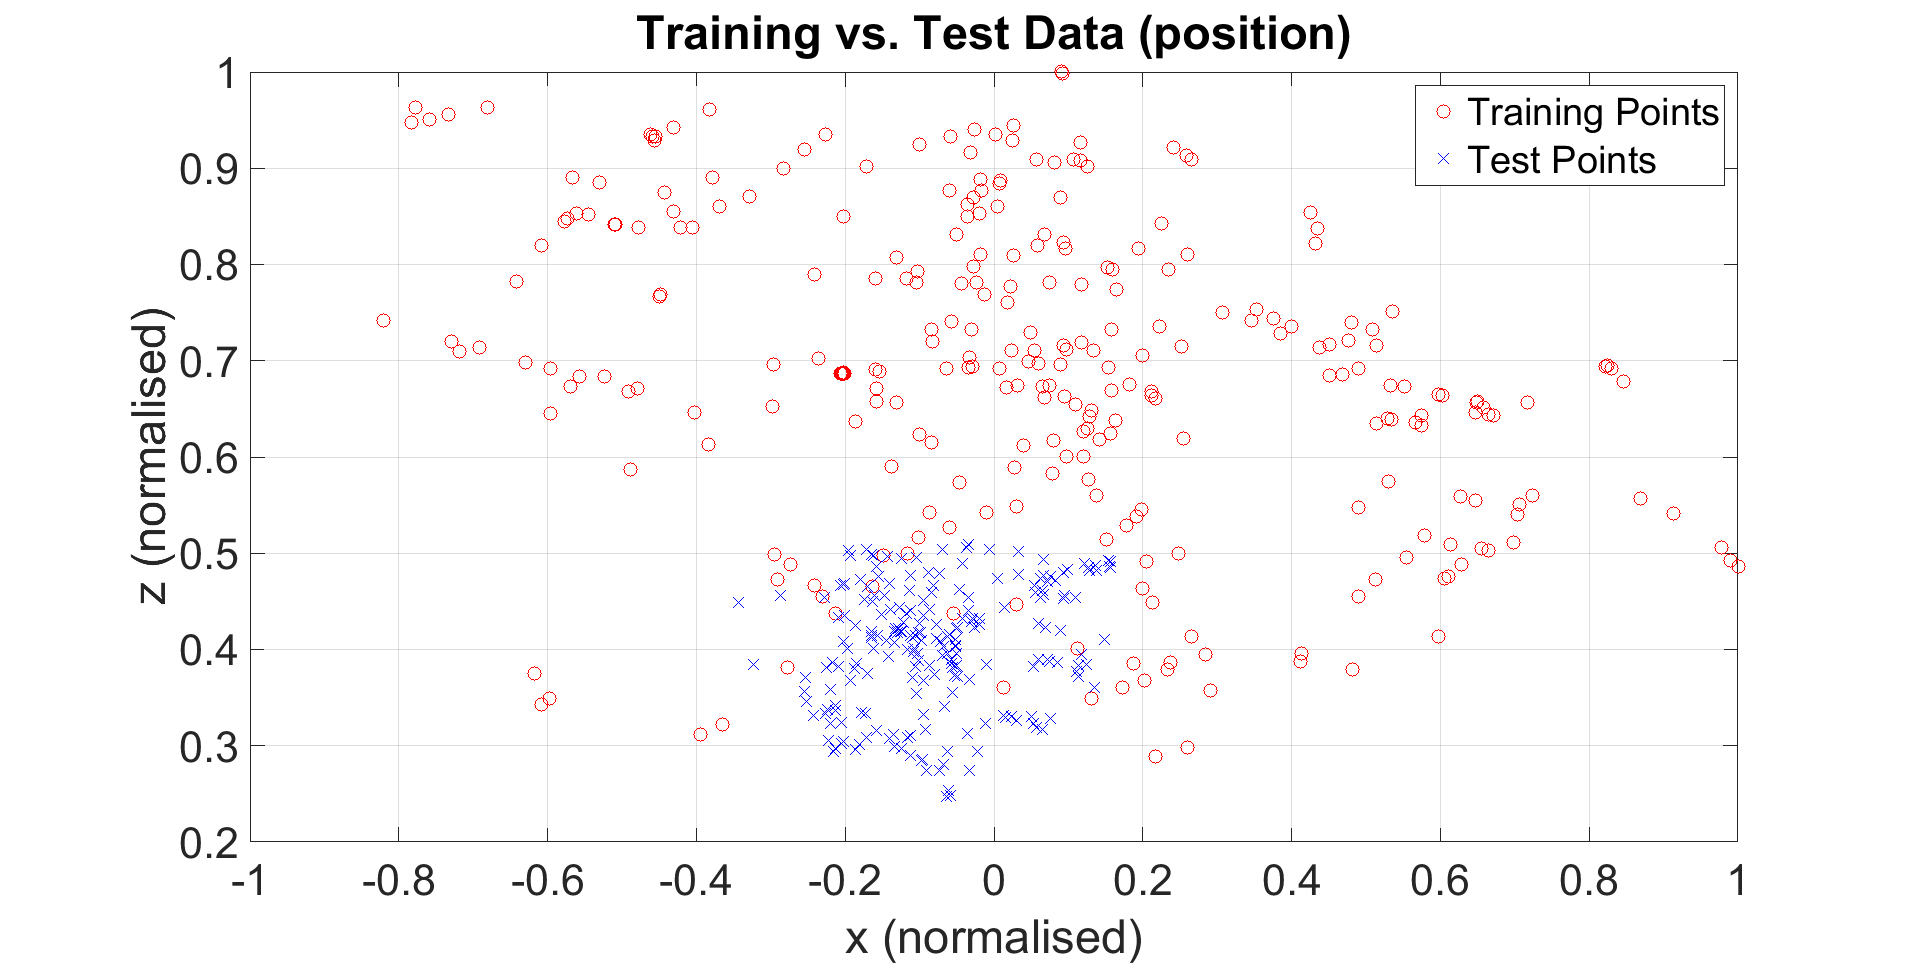 Training vs. Test Data (position)
Training Points
Test Points
z (normalised)
1
0.9
0.8
0.7
0.6
0.5
0.4
0.3
0.2
-1 -0.8 -0.6 -0.4 -0.2 0 0.2 0.4 0.6 0.8 1
x (normalised)